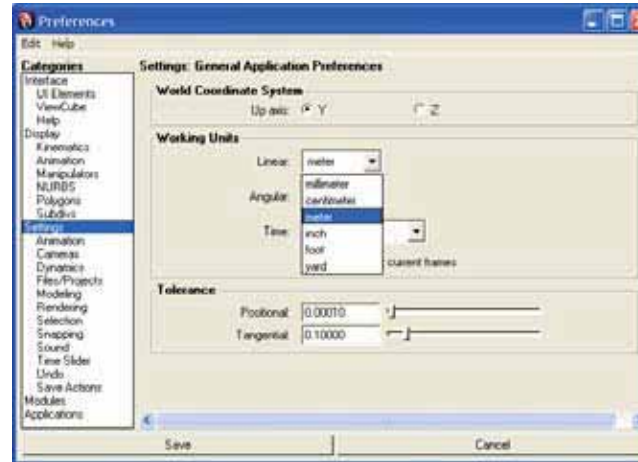 Preferences
Edit Help
Categories
Interface
UI Elements
ViewCube
Help
Display
Kinematics
Animation
Manipulators
NURBS
Polygons
Subdivs
Settings
Animation
Cameras
Dynamics
Files/Projects
Modeling
Rendering
Selection
Snapping
Sound
Time Slider
Undo
Save Actions
Modules
Applications
Settings: General Application Preferences
World Coordinate System
Up axis: Y Z
Working Units
Linear: meter
millimeter
centimeter
meter
inch
foot
yard
Angular:
Time:
current frames
Tolerance
Positional: 0.00010
Tangential: 0.10000
Save Cancel